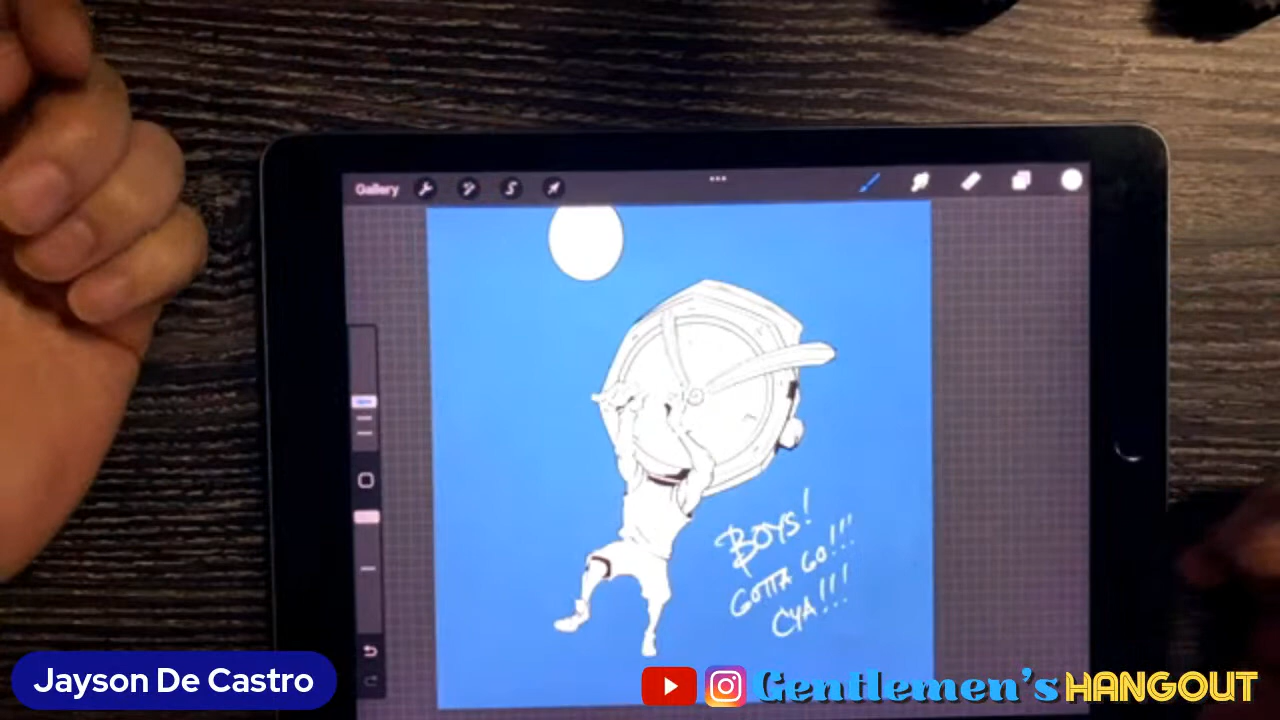 Gallery
BOYS!
GOTTA GO!!!
CYA!!!
Jayson De Castro
Gentlemen's HANGOUT